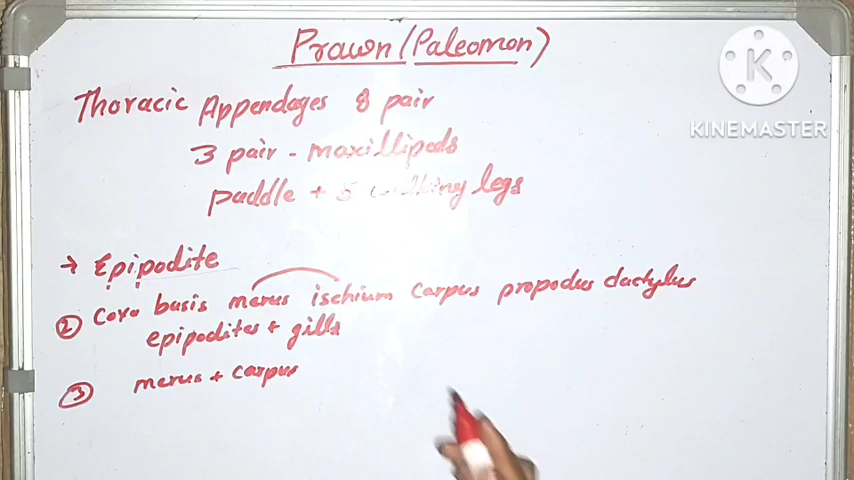 Prawn (Paleomon)
KINEMASTER
Thoracic Appendages 8 pair
3 pair - maxillipeds
paddle + 5 walking legs
→ Epipodite
② Coxa basis merus ischium carpus propodus dactylus
epipodites + gills
③ merus + carpus